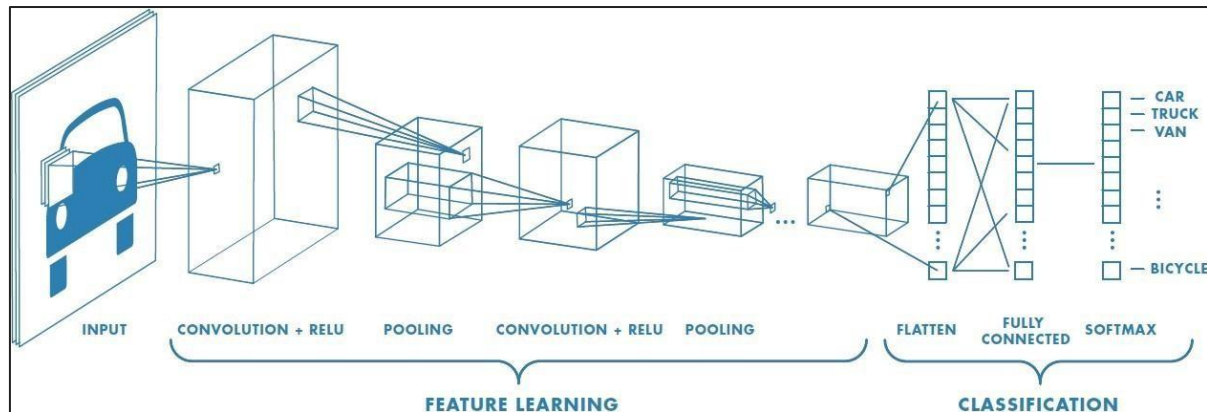 CAR
TRUCK
VAN
BICYCLE
INPUT
CONVOLUTION + RELU
POOLING
CONVOLUTION + RELU
POOLING
FLATTEN
FULLY
CONNECTED
SOFTMAX
FEATURE LEARNING
CLASSIFICATION